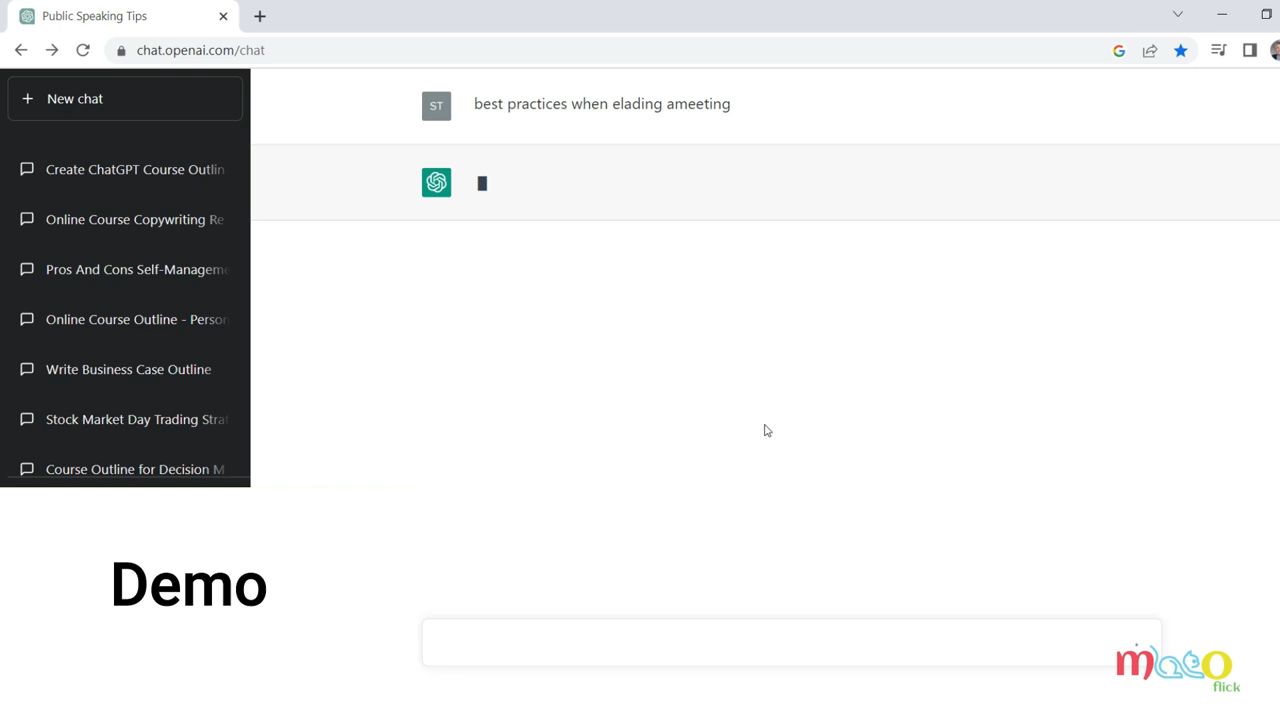 Public Speaking Tips
chat.openai.com/chat
New chat
ST best practices when elading ameeting
Create ChatGPT Course Outlin
Online Course Copywriting Re
Pros And Cons Self-Manageme
Online Course Outline - Person
Write Business Case Outline
Stock Market Day Trading Strat
Course Outline for Decision M
Demo
maco
flick